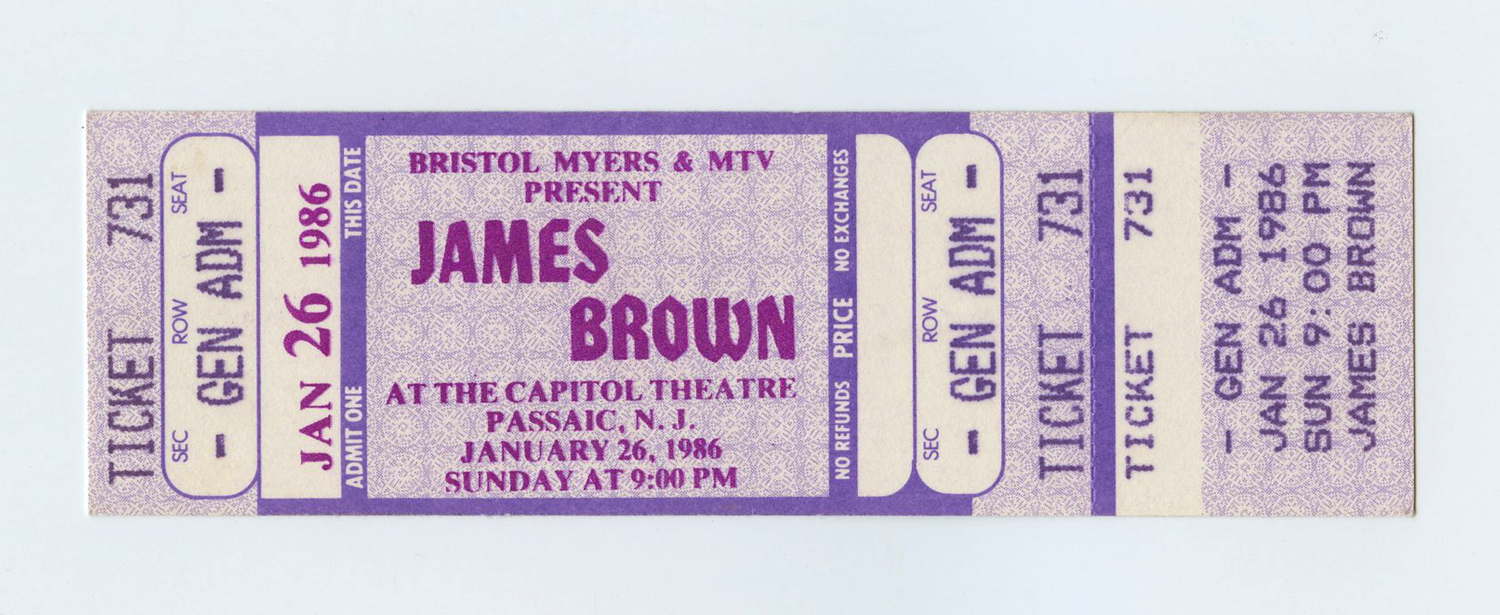 TICKET 731
SEC ROW SEAT
- GEN ADM -
JAN 26 1986
ADMIT ONE THIS DATE
BRISTOL MYERS & MTV
PRESENT
JAMES
BROWN
AT THE CAPITOL THEATRE
PASSAIC, N. J.
JANUARY 26, 1986
SUNDAY AT 9:00 PM
NO REFUNDS PRICE NO EXCHANGES
SEC ROW SEAT
- GEN ADM -
TICKET 731
TICKET 731
- GEN ADM -
JAN 26 1986
SUN 9:00 PM
JAMES BROWN